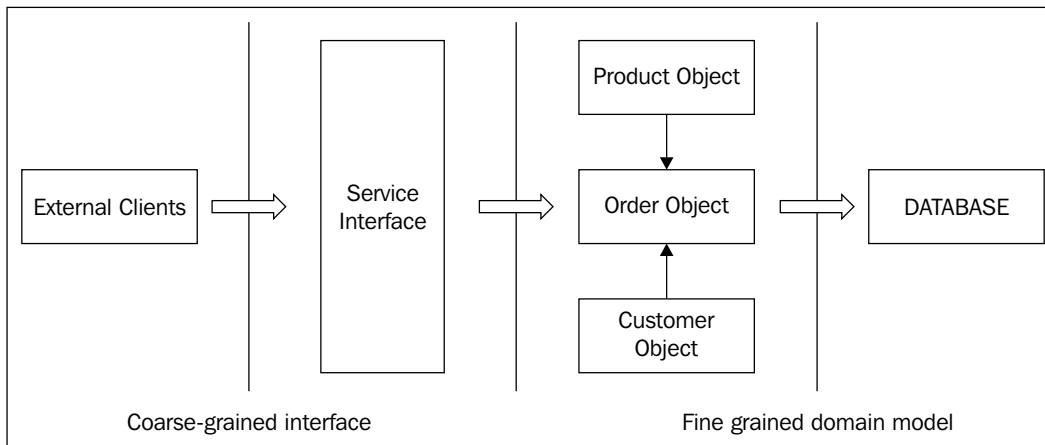 Product Object
External Clients
Service
Interface
Order Object
DATABASE
Customer
Object
Coarse-grained interface
Fine grained domain model